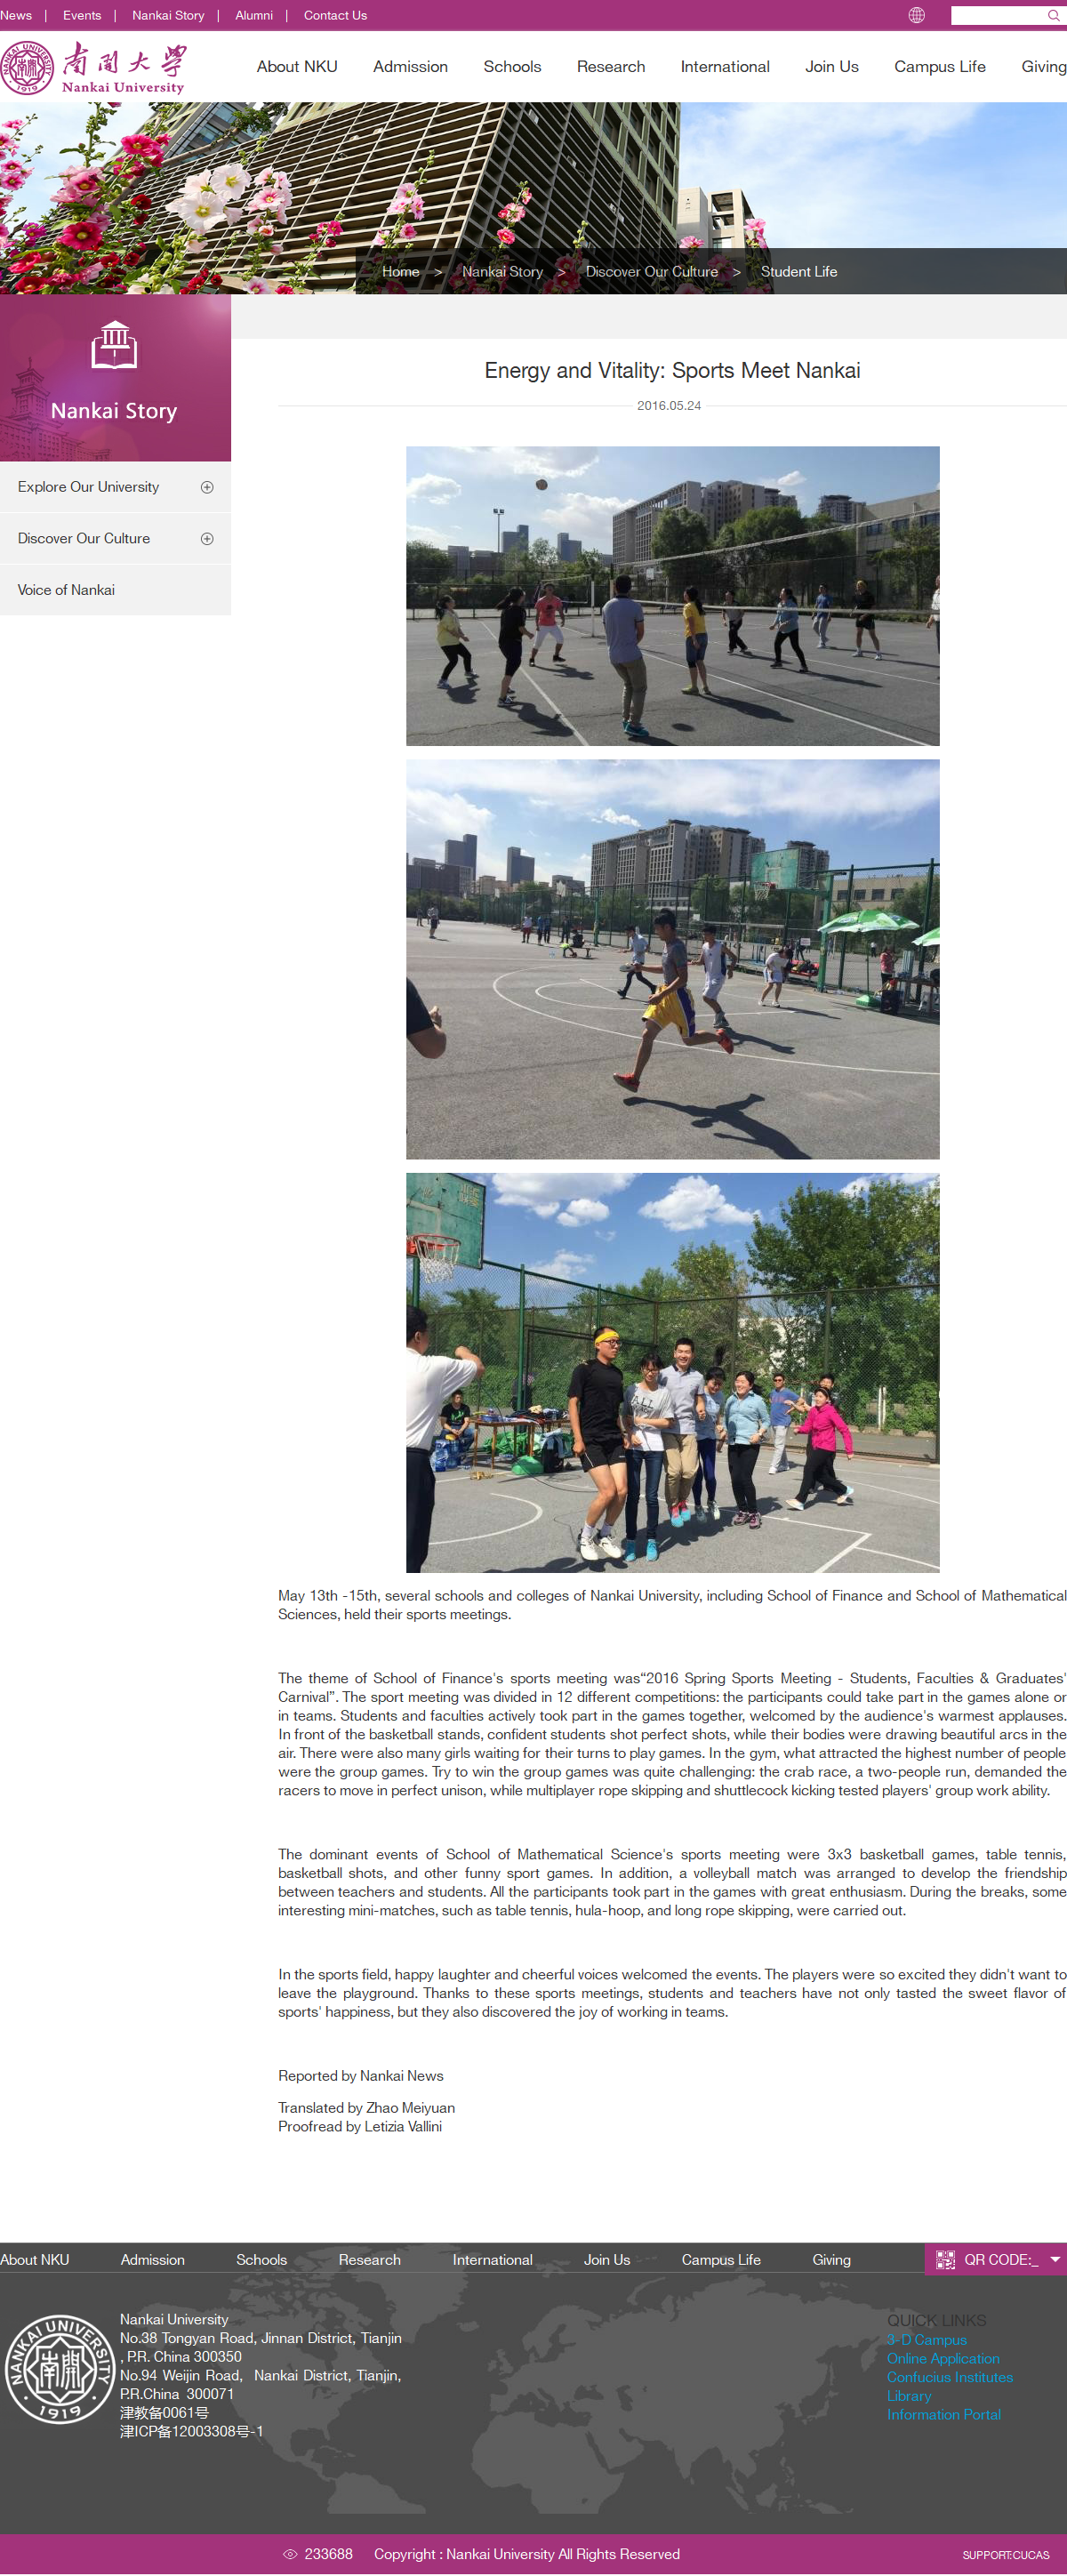 News | Events | Nankai Story | Alumni | Contact Us
南開大學
Nankai University
NANKAI UNIVERSITY
1919
About NKU Admission Schools Research International Join Us Campus Life Giving
Home > Nankai Story > Discover Our Culture > Student Life
Nankai Story
Explore Our University
Discover Our Culture
Voice of Nankai
Energy and Vitality: Sports Meet Nankai
2016.05.24
May 13th -15th, several schools and colleges of Nankai University, including School of Finance and School of Mathematical
Sciences, held their sports meetings.
The theme of School of Finance's sports meeting was“2016 Spring Sports Meeting - Students, Faculties & Graduates'
Carnival”. The sport meeting was divided in 12 different competitions: the participants could take part in the games alone or
in teams. Students and faculties actively took part in the games together, welcomed by the audience's warmest applauses.
In front of the basketball stands, confident students shot perfect shots, while their bodies were drawing beautiful arcs in the
air. There were also many girls waiting for their turns to play games. In the gym, what attracted the highest number of people
were the group games. Try to win the group games was quite challenging: the crab race, a two-people run, demanded the
racers to move in perfect unison, while multiplayer rope skipping and shuttlecock kicking tested players' group work ability.
The dominant events of School of Mathematical Science's sports meeting were 3x3 basketball games, table tennis,
basketball shots, and other funny sport games. In addition, a volleyball match was arranged to develop the friendship
between teachers and students. All the participants took part in the games with great enthusiasm. During the breaks, some
interesting mini-matches, such as table tennis, hula-hoop, and long rope skipping, were carried out.
In the sports field, happy laughter and cheerful voices welcomed the events. The players were so excited they didn't want to
leave the playground. Thanks to these sports meetings, students and teachers have not only tasted the sweet flavor of
sports' happiness, but they also discovered the joy of working in teams.
Reported by Nankai News
Translated by Zhao Meiyuan
Proofread by Letizia Vallini
About NKU Admission Schools Research International Join Us Campus Life Giving QR CODE:_
NANKAI UNIVERSITY
1919
Nankai University
No.38 Tongyan Road, Jinnan District, Tianjin
, P.R. China 300350
No.94 Weijin Road, Nankai District, Tianjin,
P.R.China 300071
津教备0061号
津ICP备12003308号-1
QUICK LINKS
3-D Campus
Online Application
Confucius Institutes
Library
Information Portal
233688 Copyright : Nankai University All Rights Reserved SUPPORT:CUCAS